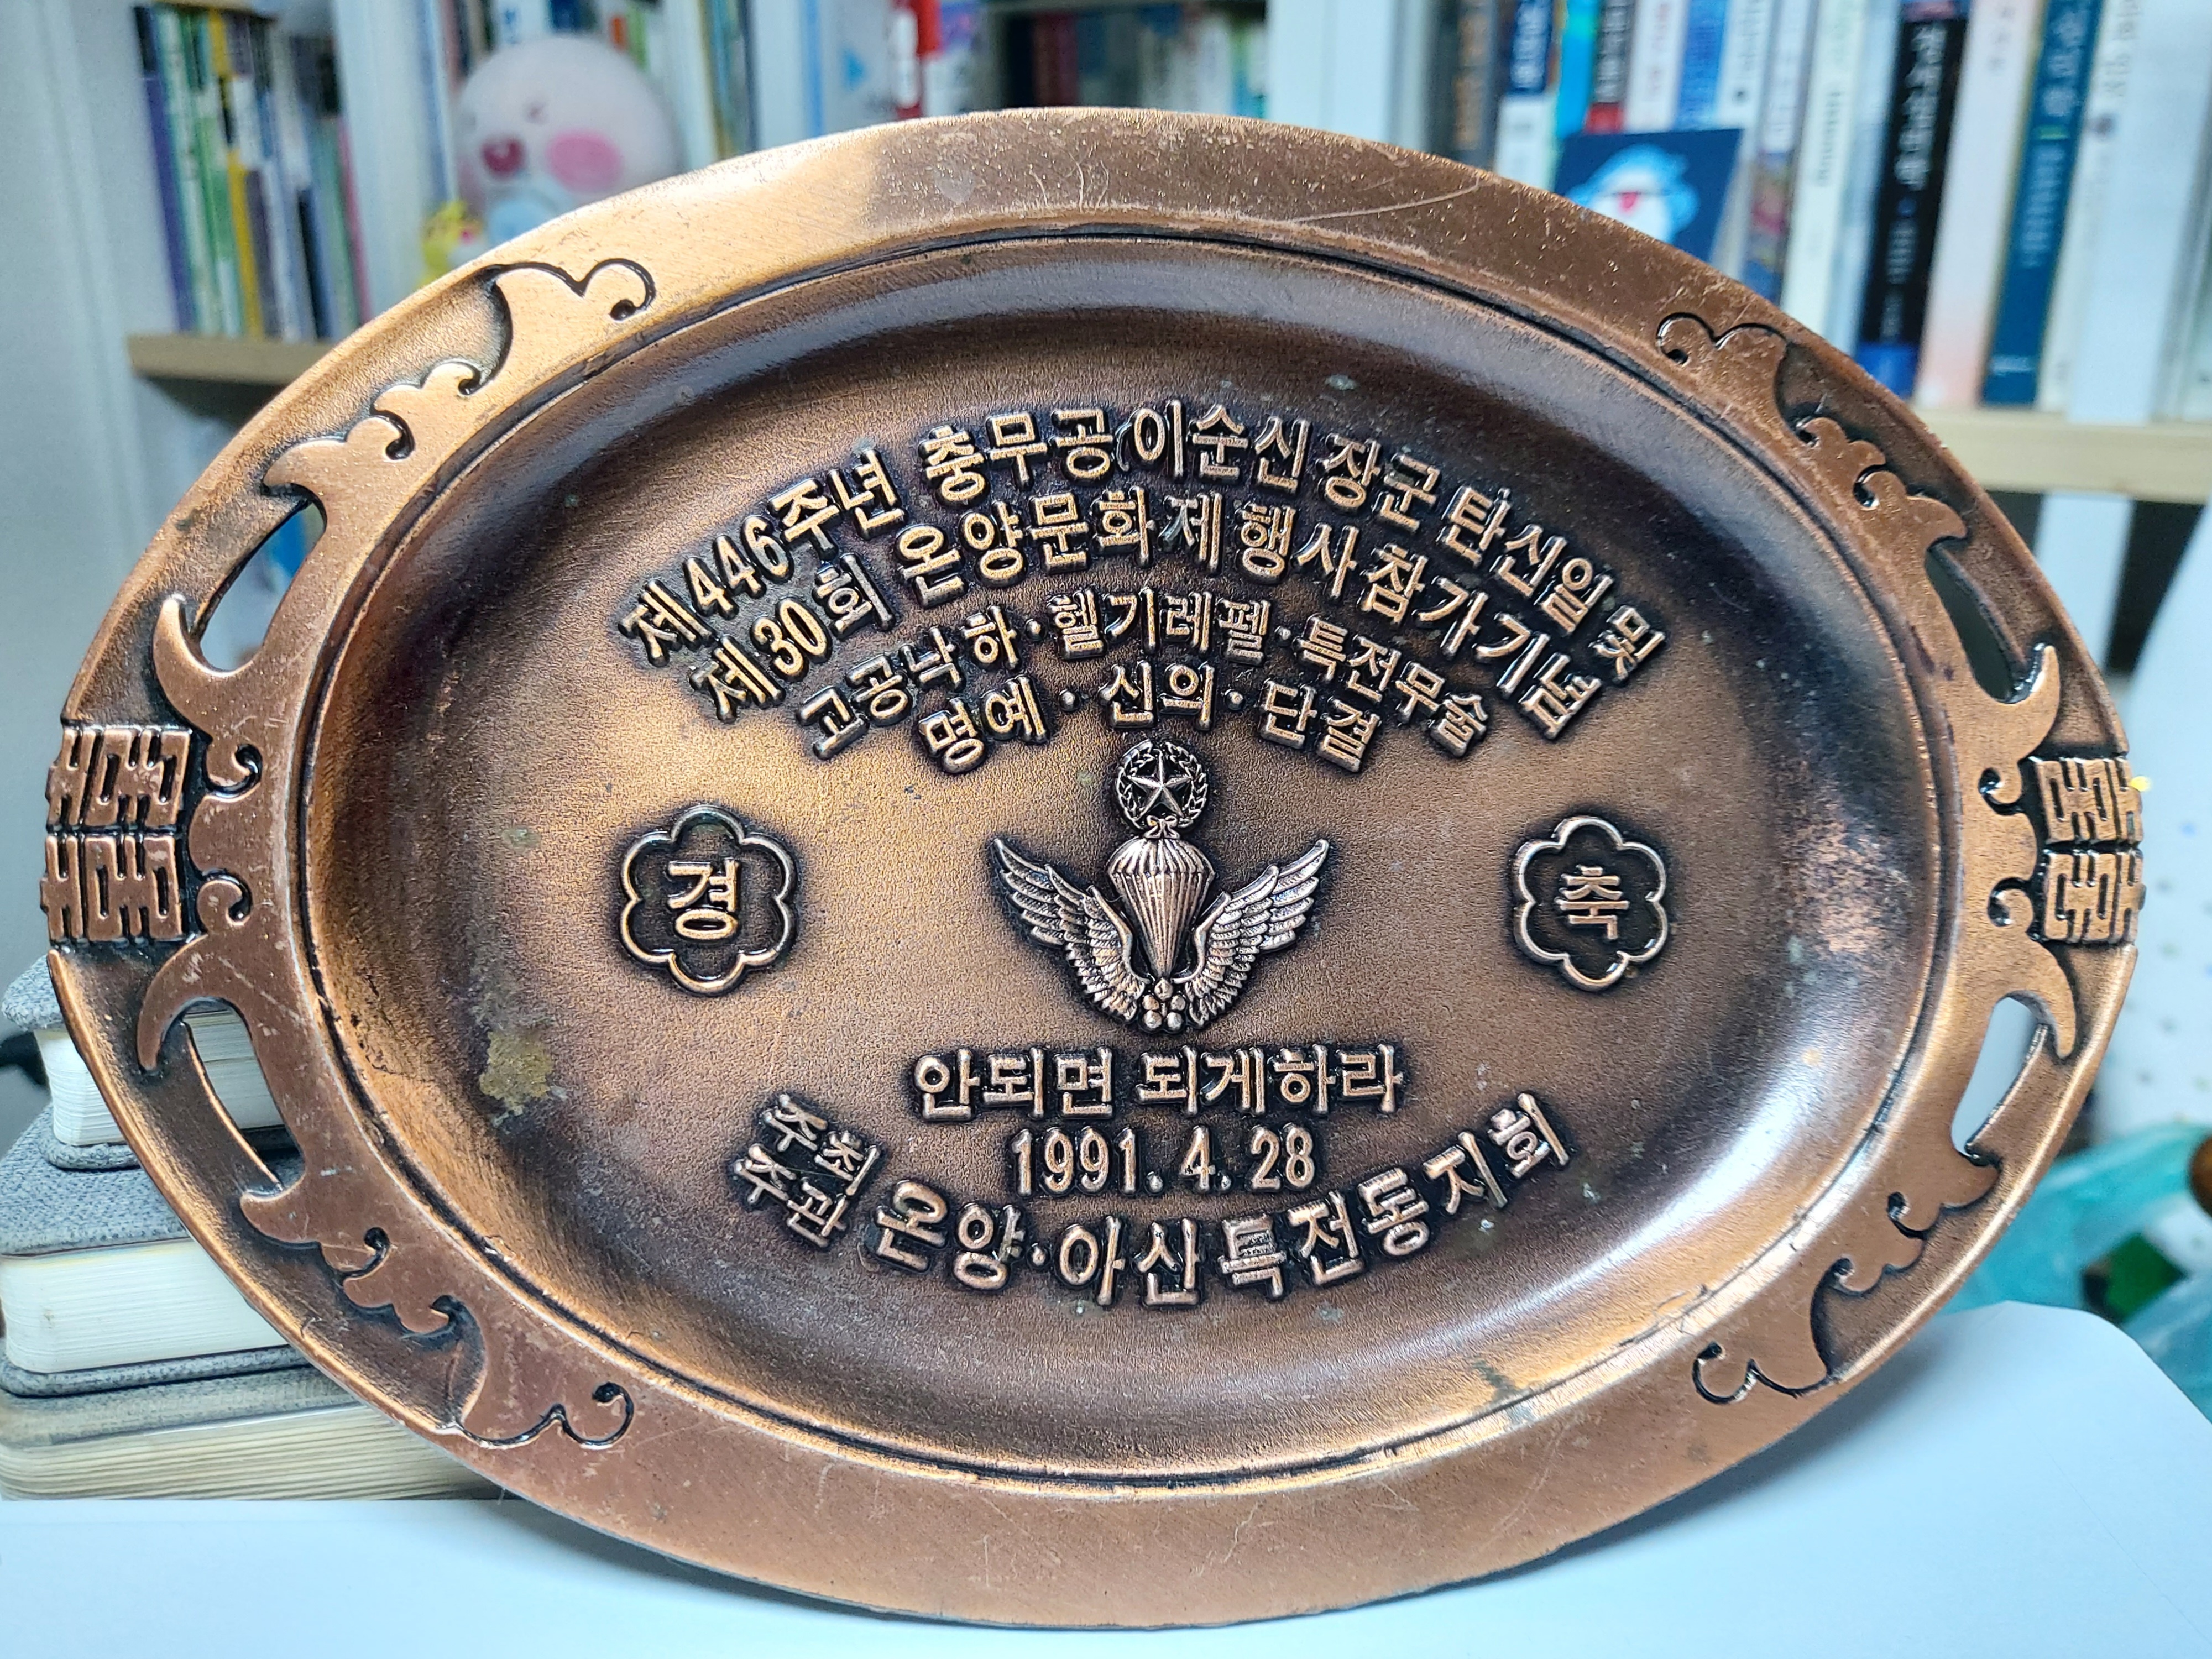 제446주년 충무공이순신장군탄신일 및
제30회 온양문화제행사참가기념
고공낙하·헬기레펠·특전무술
명예·신의·단결
경 축
안되면 되게하라
1991. 4. 28
주최
주관 온양·아산특전동지회